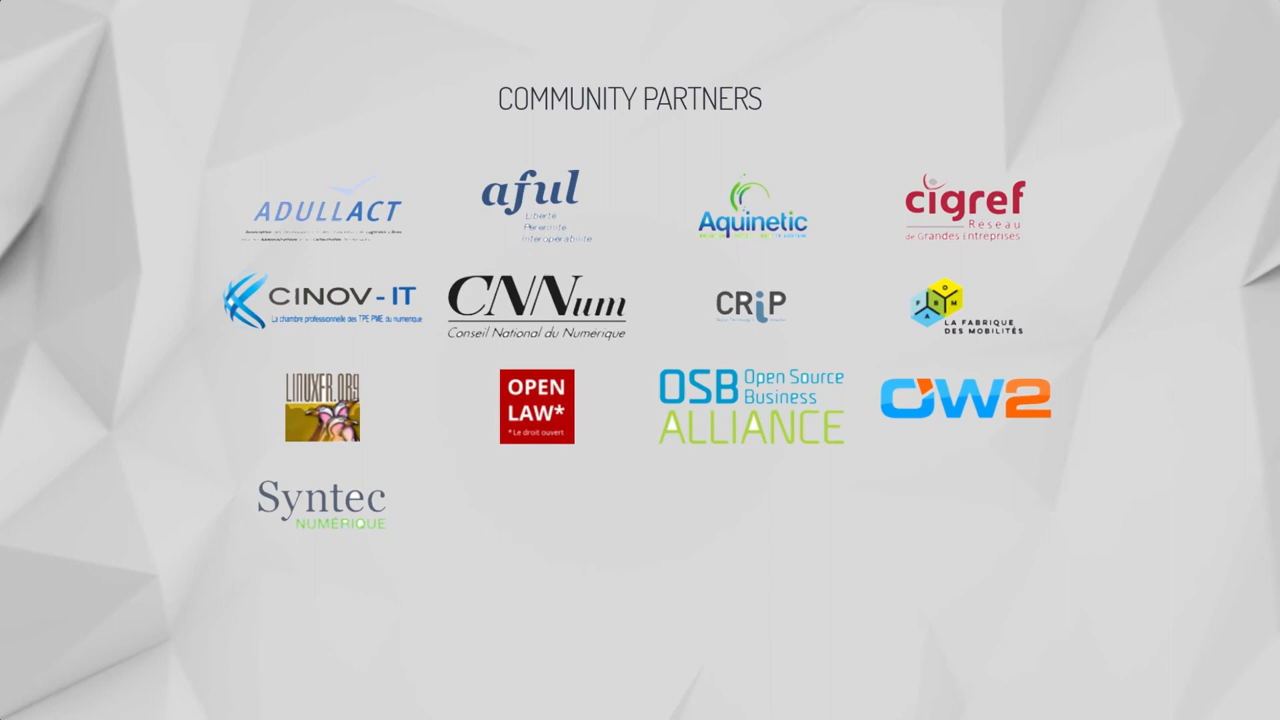 COMMUNITY PARTNERS
ADULLACT
aful
Liberté
Pérennité
Interopérabilité
Aquinetic
cigref
Réseau
de Grandes Entreprises
CINOV-IT
La chambre professionnelle des TPE PME du numérique
CNNum
Conseil National du Numérique
CRiP
FDM
LA FABRIQUE
DES MOBILITÉS
LINUXFR.ORG
OPEN
LAW*
* Le droit ouvert
OSB Open Source
Business
ALLIANCE
OW2
Syntec
NUMÉRIQUE